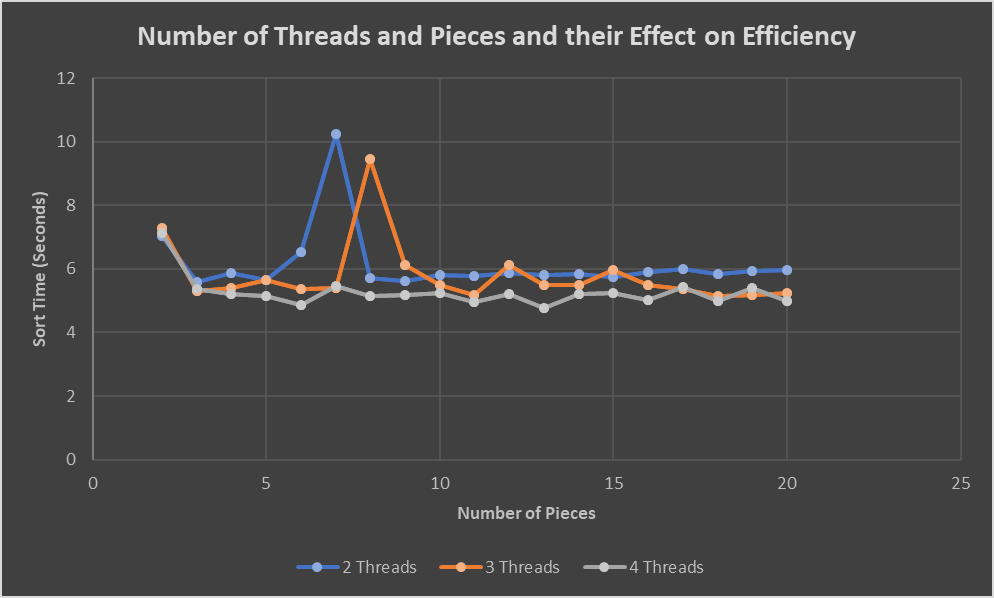 Number of Threads and Pieces and their Effect on Efficiency
12
10
8
6
4
2
0
Sort Time (Seconds)
0 5 10 15 20 25
Number of Pieces
2 Threads 3 Threads 4 Threads